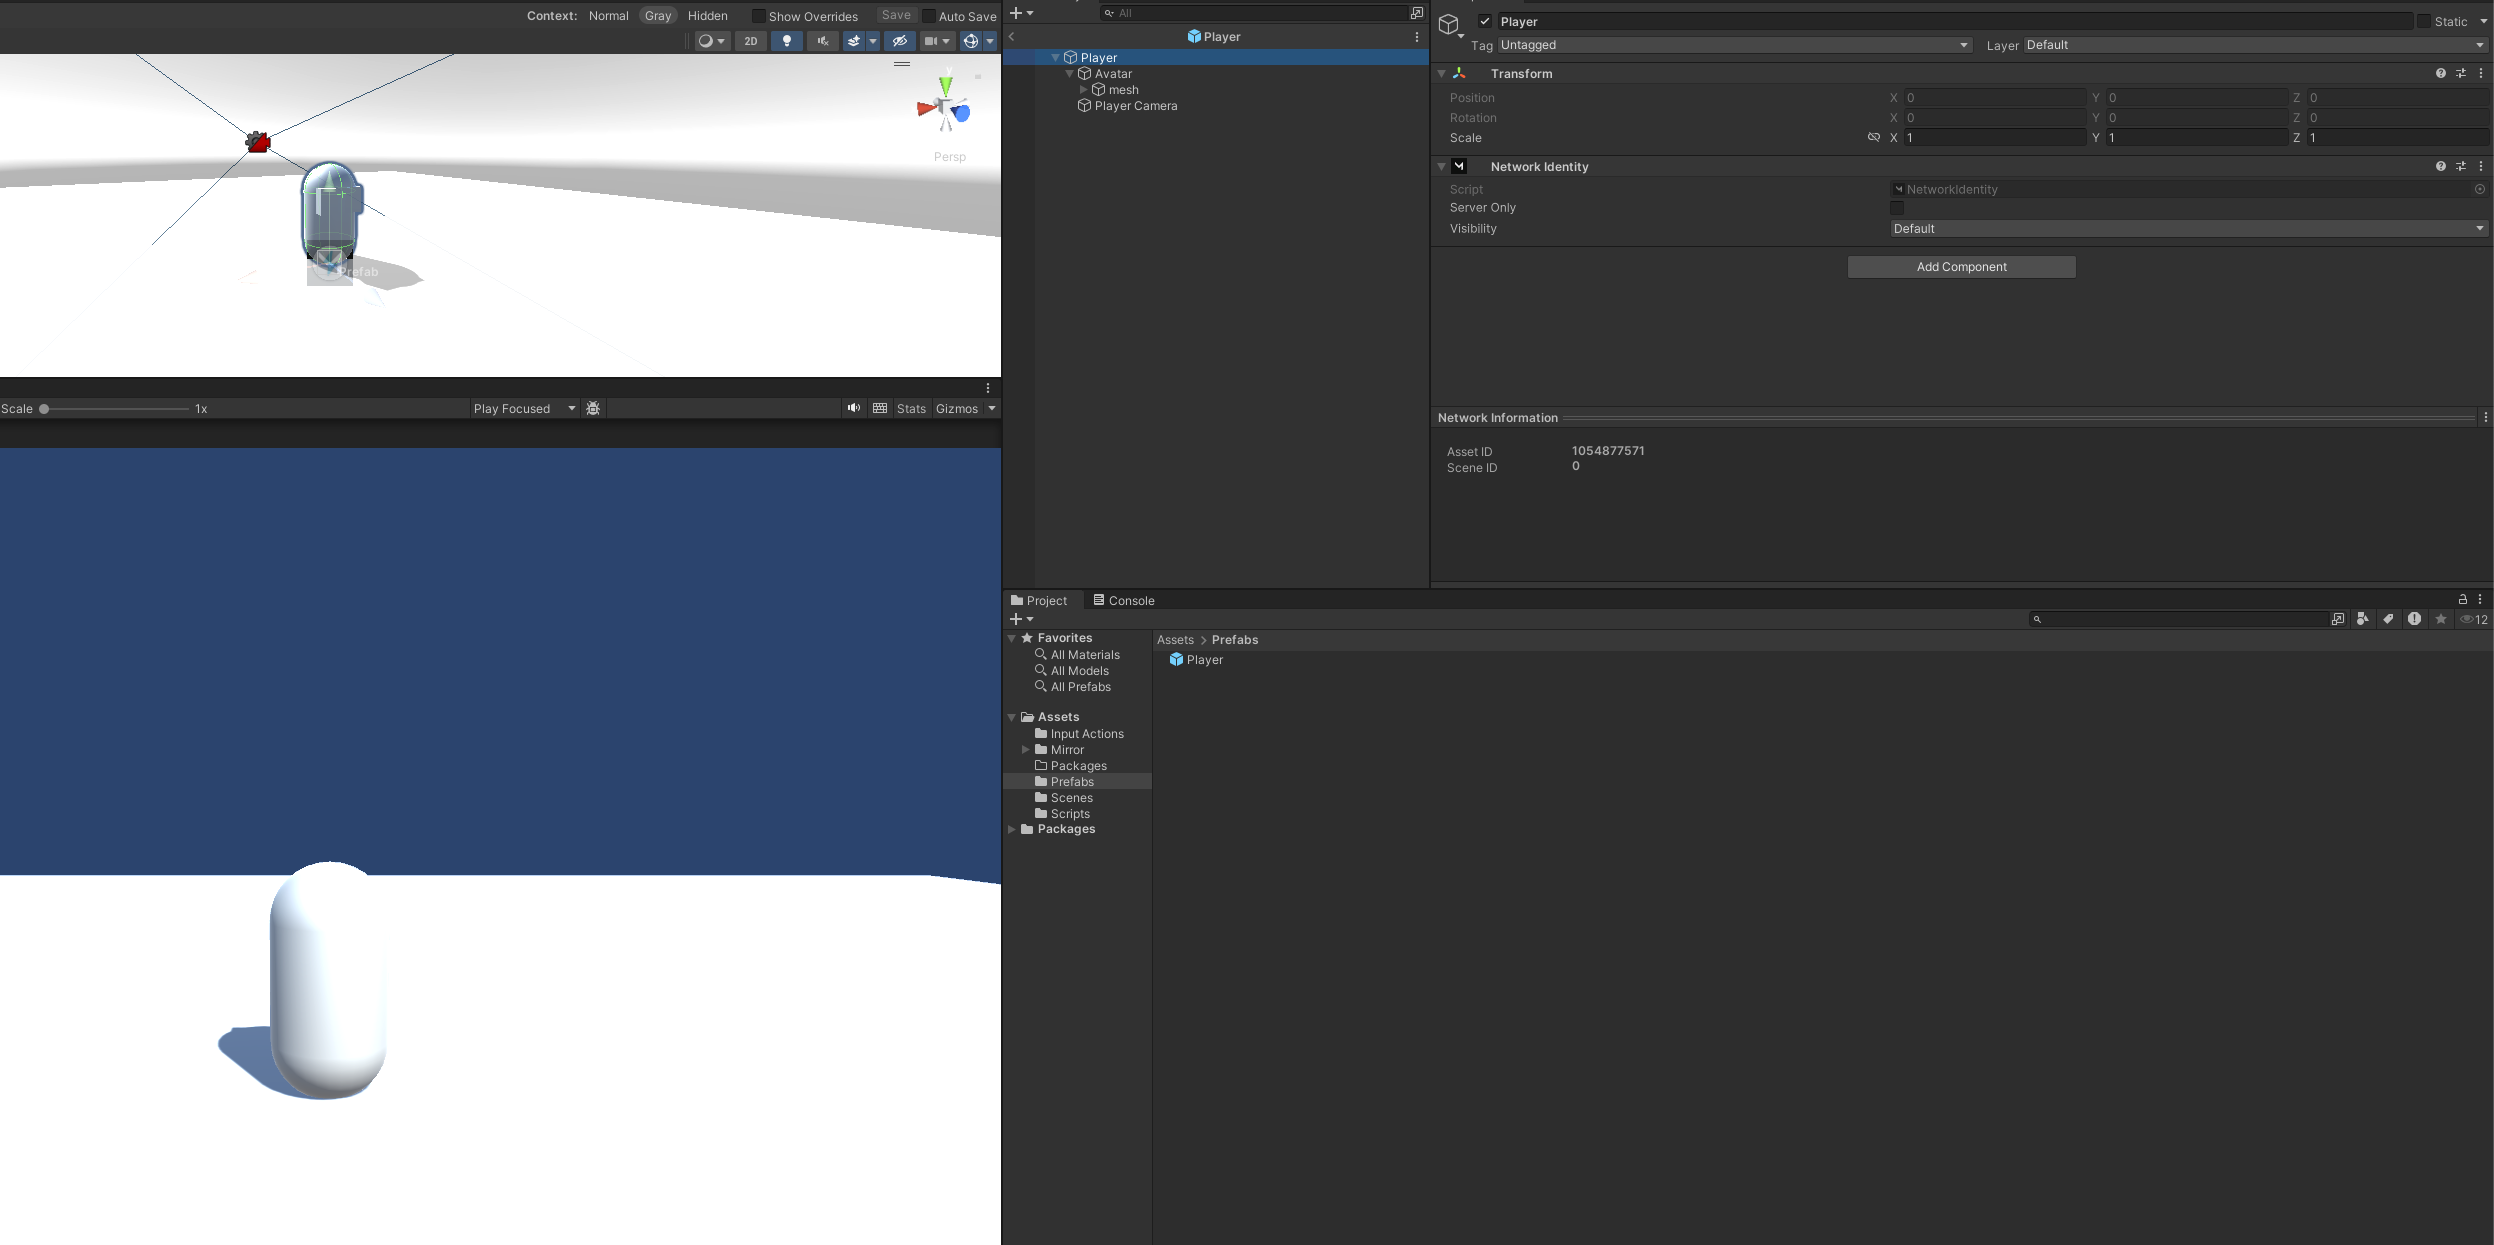 Context: Normal Gray Hidden Show Overrides Save Auto Save
2D
y
Persp
Prefab
Scale 1x Play Focused Stats Gizmos
All
Player
Player
Avatar
mesh
Player Camera
Player Static
Tag Untagged Layer Default
Transform
Position X 0 Y 0 Z 0
Rotation X 0 Y 0 Z 0
Scale X 1 Y 1 Z 1
Network Identity
Script NetworkIdentity
Server Only
Visibility Default
Add Component
Network Information
Asset ID 1054877571
Scene ID 0
Project Console
12
Favorites
All Materials
All Models
All Prefabs
Assets
Input Actions
Mirror
Packages
Prefabs
Scenes
Scripts
Packages
Assets > Prefabs
Player